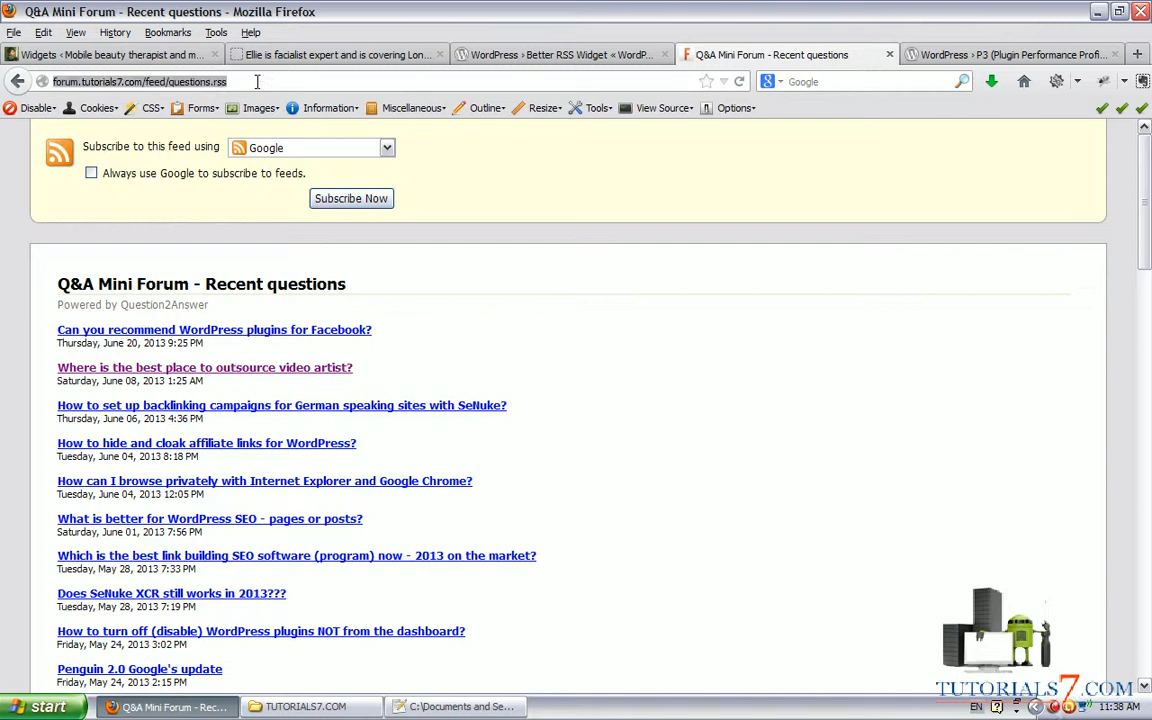 Q&A Mini Forum - Recent questions - Mozilla Firefox
File Edit View History Bookmarks Tools Help
Widgets ‹ Mobile beauty therapist and m... Ellie is facialist expert and is covering Lon... WordPress › Better RSS Widget « WordP... Q&A Mini Forum - Recent questions WordPress › P3 (Plugin Performance Profi...
forum.tutorials7.com/feed/questions.rss Google
Disable Cookies CSS Forms Images Information Miscellaneous Outline Resize Tools View Source Options
Subscribe to this feed using Google
Always use Google to subscribe to feeds.
Subscribe Now
Q&A Mini Forum - Recent questions
Powered by Question2Answer
Can you recommend WordPress plugins for Facebook?
Thursday, June 20, 2013 9:25 PM
Where is the best place to outsource video artist?
Saturday, June 08, 2013 1:25 AM
How to set up backlinking campaigns for German speaking sites with SeNuke?
Thursday, June 06, 2013 4:36 PM
How to hide and cloak affiliate links for WordPress?
Tuesday, June 04, 2013 8:18 PM
How can I browse privately with Internet Explorer and Google Chrome?
Tuesday, June 04, 2013 12:05 PM
What is better for WordPress SEO - pages or posts?
Saturday, June 01, 2013 7:56 PM
Which is the best link building SEO software (program) now - 2013 on the market?
Tuesday, May 28, 2013 7:33 PM
Does SeNuke XCR still works in 2013???
Tuesday, May 28, 2013 7:19 PM
How to turn off (disable) WordPress plugins NOT from the dashboard?
Friday, May 24, 2013 3:02 PM
Penguin 2.0 Google's update
Friday, May 24, 2013 2:15 PM
TUTORIALS7.COM
start Q&A Mini Forum - Rec... TUTORIALS7.COM C:\Documents and Se... EN 11:38 AM